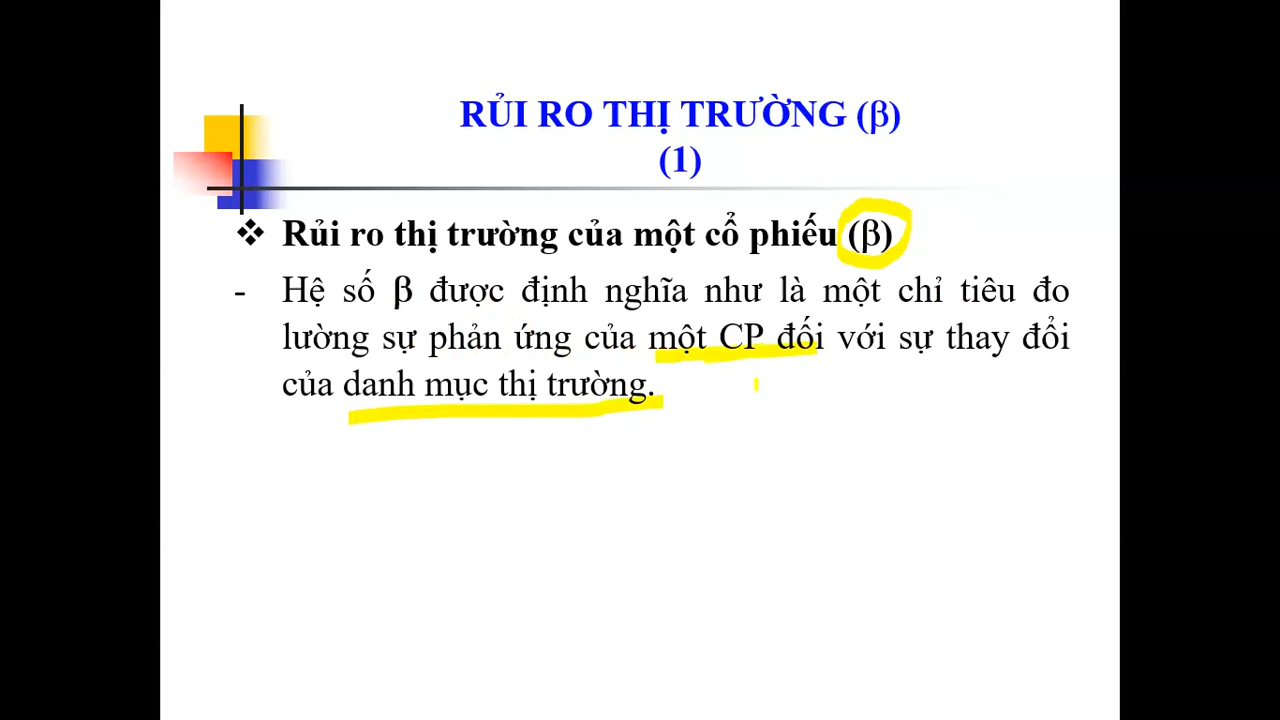 RỦI RO THỊ TRƯỜNG (β)
(1)
❖ Rủi ro thị trường của một cổ phiếu (β)
- Hệ số β được định nghĩa như là một chỉ tiêu đo
lường sự phản ứng của một CP đối với sự thay đổi
của danh mục thị trường.